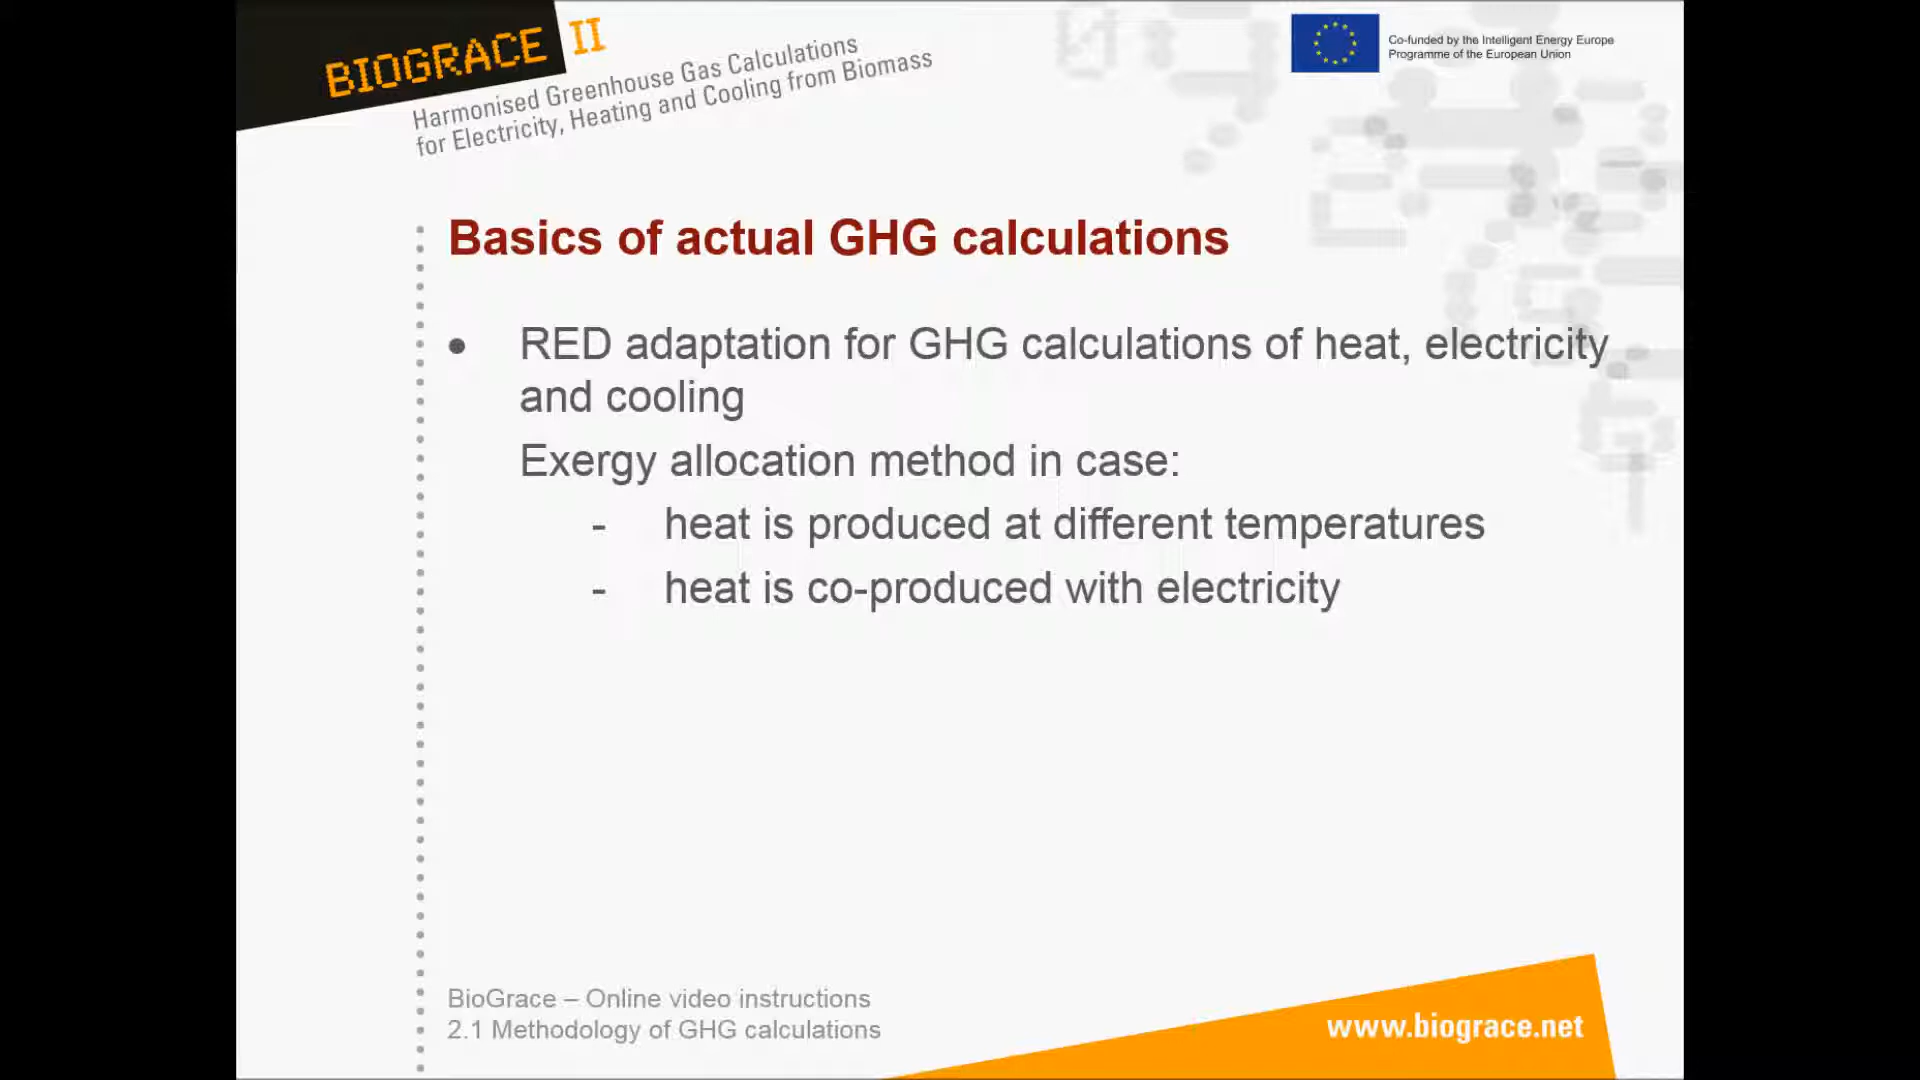 BIOGRACE II
Harmonised Greenhouse Gas Calculations
for Electricity, Heating and Cooling from Biomass
Co-funded by the Intelligent Energy Europe
Programme of the European Union
Basics of actual GHG calculations
• RED adaptation for GHG calculations of heat, electricity
and cooling
Exergy allocation method in case:
- heat is produced at different temperatures
- heat is co-produced with electricity
BioGrace – Online video instructions
2.1 Methodology of GHG calculations
www.biograce.net